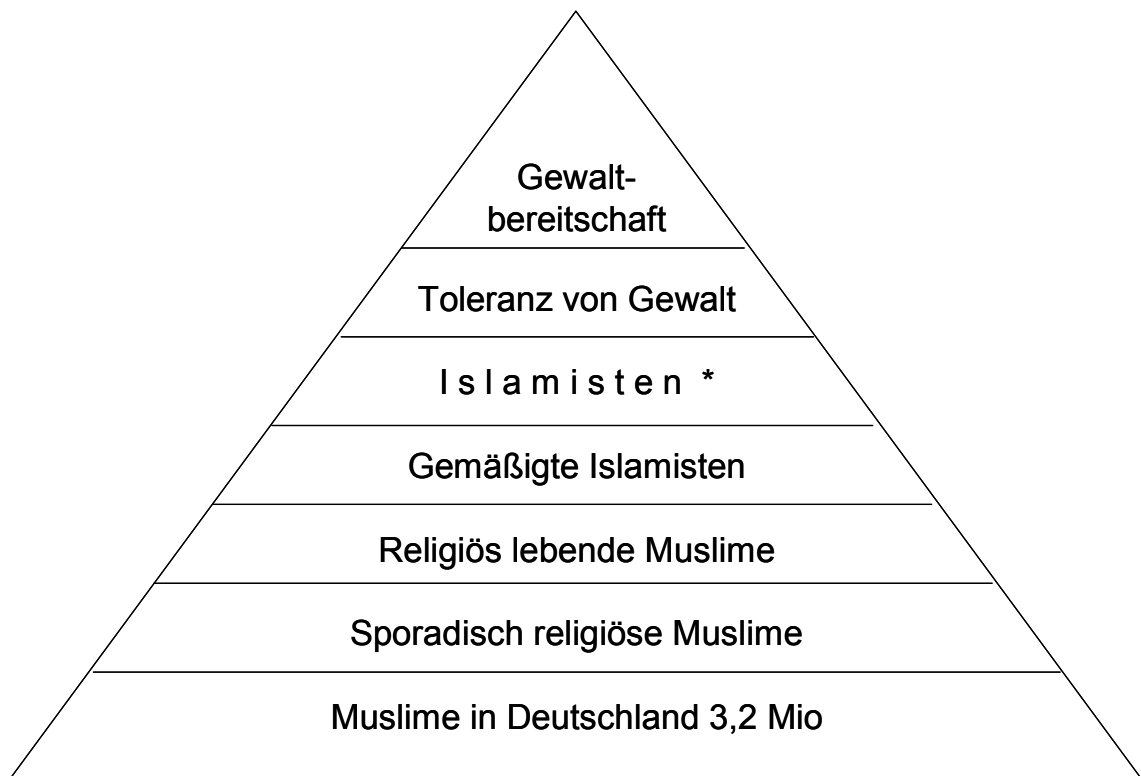 Gewalt-
bereitschaft
Toleranz von Gewalt
I s l a m i s t e n *
Gemäßigte Islamisten
Religiös lebende Muslime
Sporadisch religiöse Muslime
Muslime in Deutschland 3,2 Mio